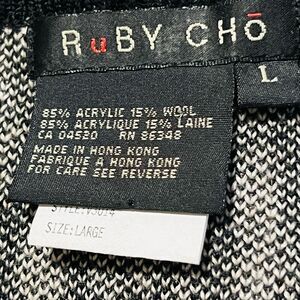 RuBY CHō
L
85% ACRYLIC 15% WOOL
85% ACRYLIQUE 15% LAINE
CA 04520 RN 86348
MADE IN HONG KONG
FABRIQUE A HONG KONG
FOR CARE SEE REVERSE
SIZE:LARGE